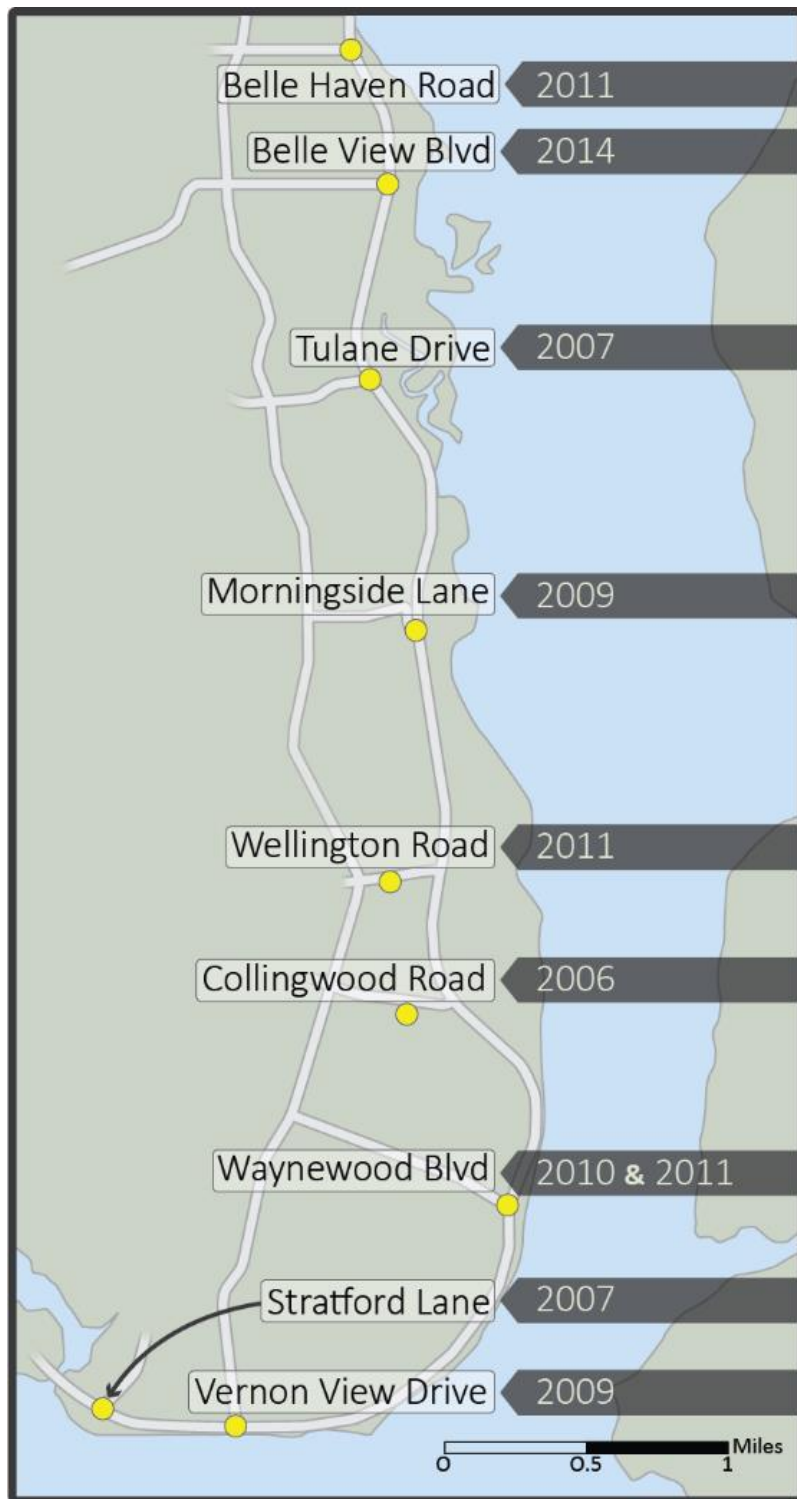 Belle Haven Road 2011
Belle View Blvd 2014
Tulane Drive 2007
Morningside Lane 2009
Wellington Road 2011
Collingwood Road 2006
Waynewood Blvd 2010 & 2011
Stratford Lane 2007
Vernon View Drive 2009
Miles
0 0.5 1